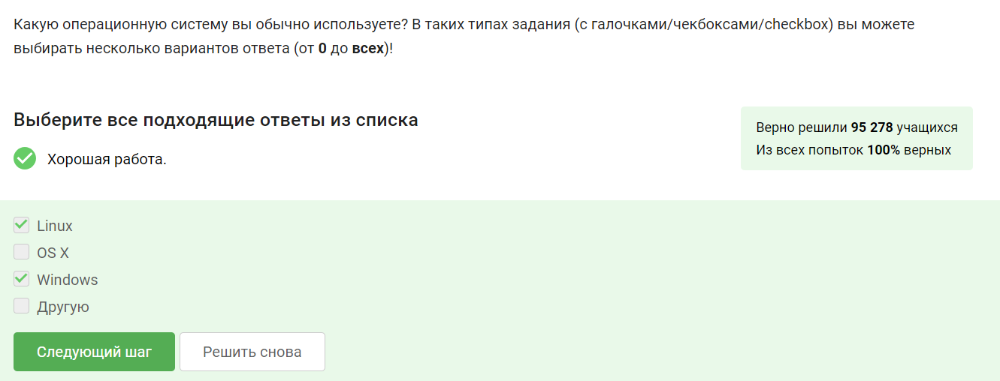 Какую операционную систему вы обычно используете? В таких типах задания (с галочками/чекбоксами/checkbox) вы можете
выбирать несколько вариантов ответа (от 0 до всех)!
Выберите все подходящие ответы из списка
Верно решили 95 278 учащихся
Из всех попыток 100% верных
Хорошая работа.
Linux
OS X
Windows
Другую
Следующий шаг
Решить снова